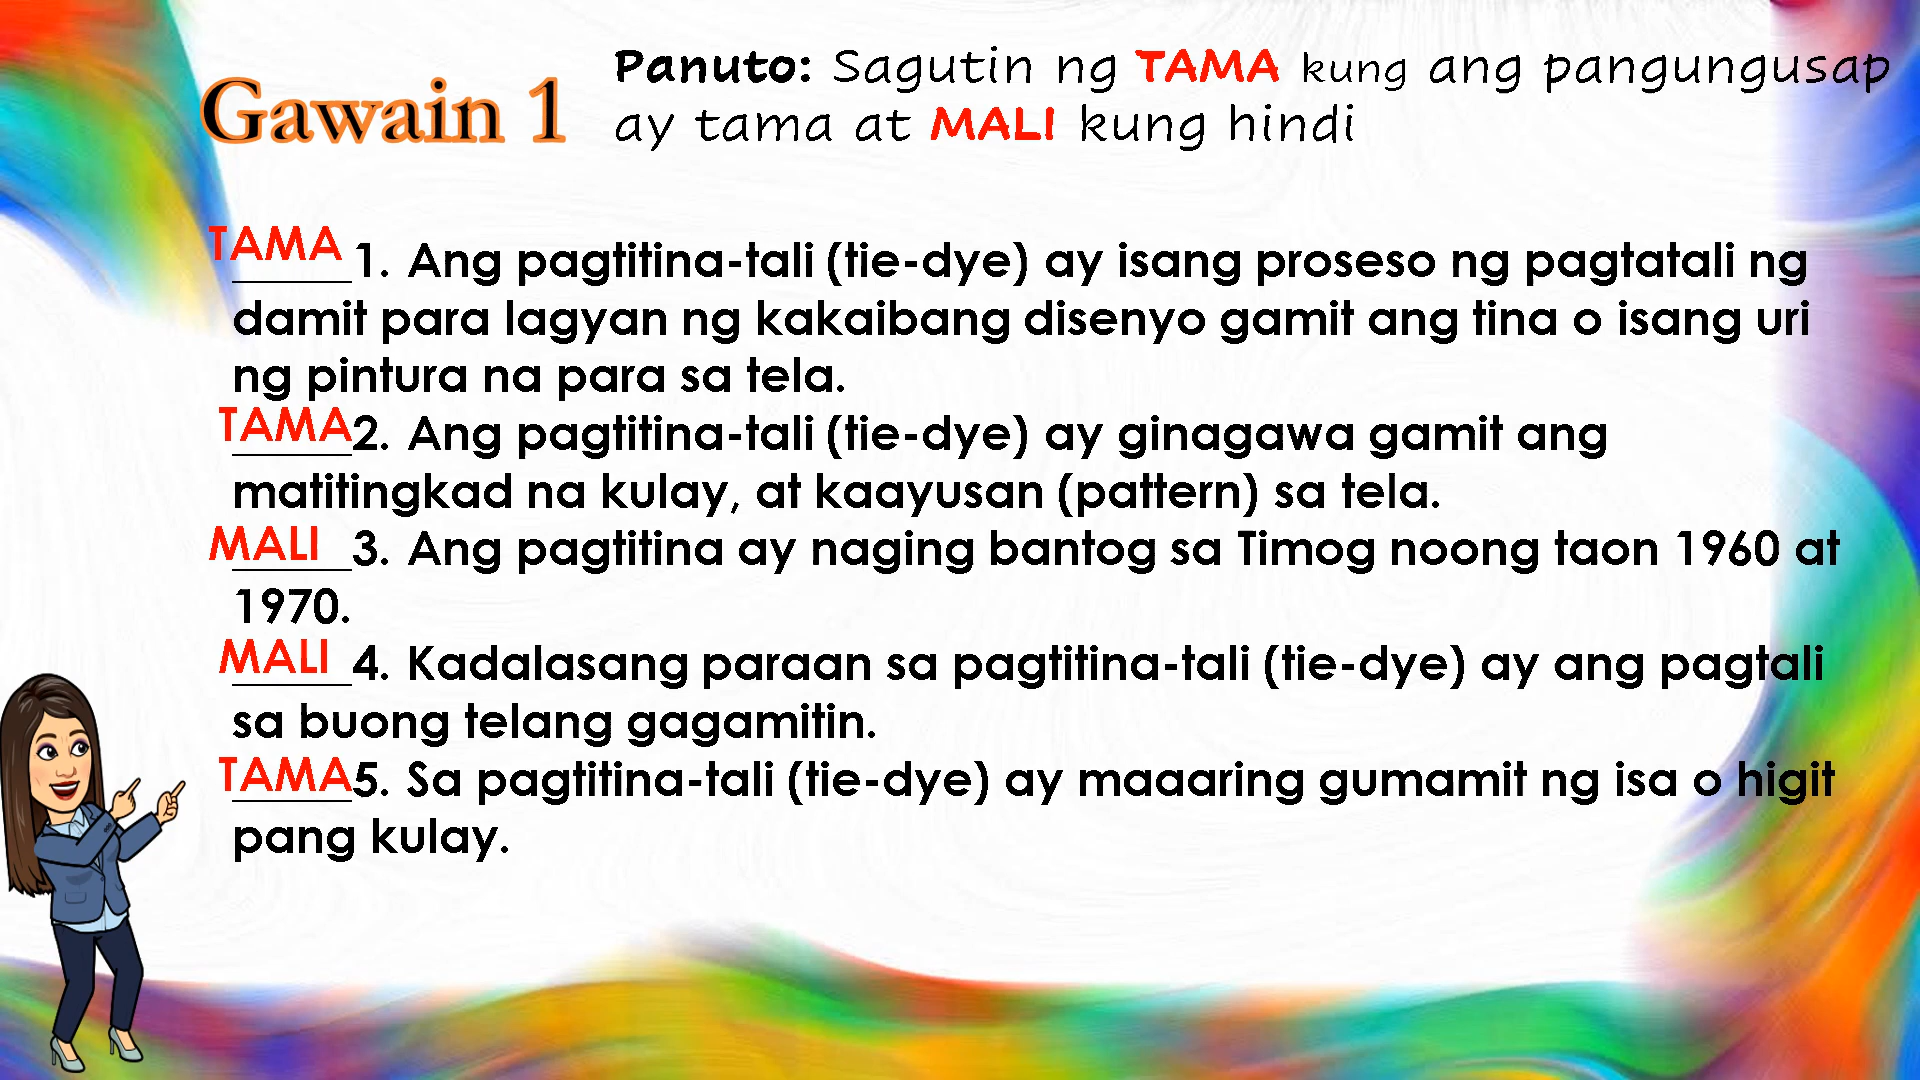 Gawain 1
Panuto: Sagutin ng TAMA kung ang pangungusap
ay tama at MALI kung hindi
TAMA
_____1. Ang pagtitina-tali (tie-dye) ay isang proseso ng pagtatali ng
damit para lagyan ng kakaibang disenyo gamit ang tina o isang uri
ng pintura na para sa tela.
TAMA
_____2. Ang pagtitina-tali (tie-dye) ay ginagawa gamit ang
matitingkad na kulay, at kaayusan (pattern) sa tela.
MALI
_____3. Ang pagtitina ay naging bantog sa Timog noong taon 1960 at
1970.
MALI
_____4. Kadalasang paraan sa pagtitina-tali (tie-dye) ay ang pagtali
sa buong telang gagamitin.
TAMA
_____5. Sa pagtitina-tali (tie-dye) ay maaaring gumamit ng isa o higit
pang kulay.